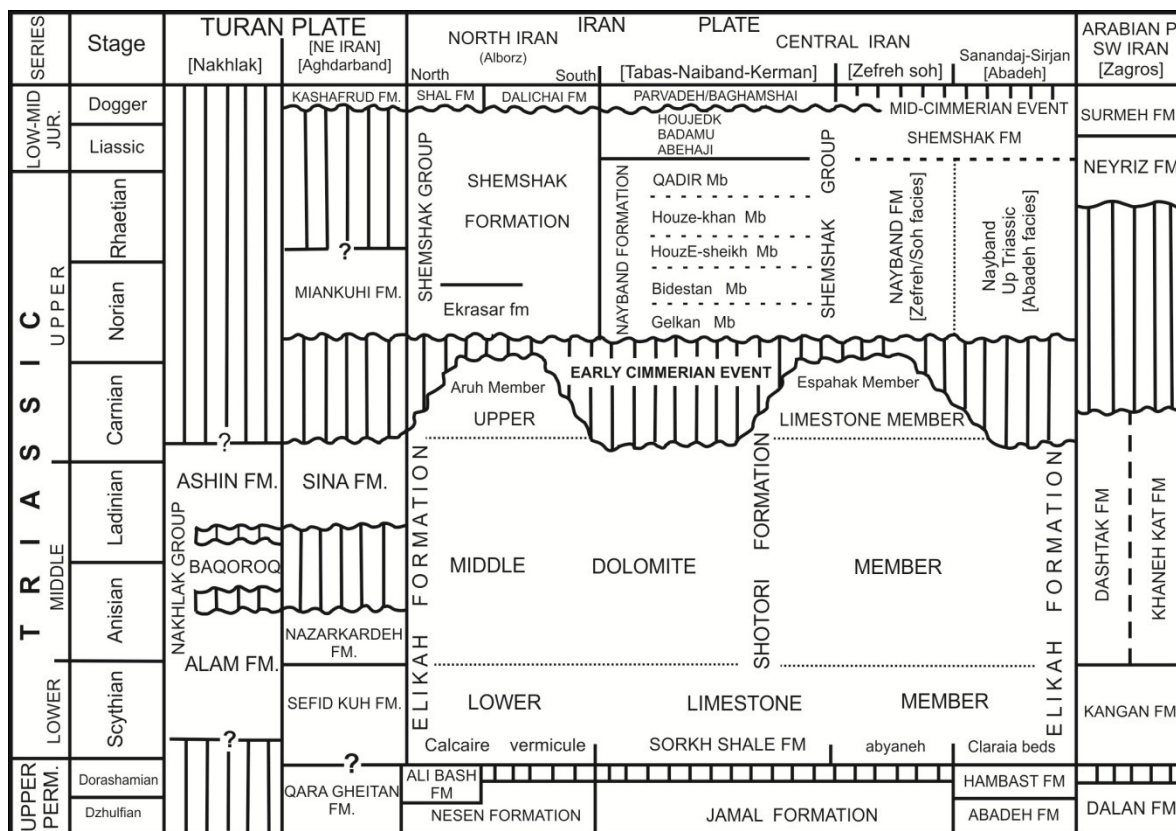 SERIES
Stage
TURAN PLATE
[Nakhlak]
[NE IRAN]
[Aghdarband]
IRAN PLATE
NORTH IRAN
(Alborz)
North South
CENTRAL IRAN
[Tabas-Naiband-Kerman]
[Zefreh soh]
Sanandaj-Sirjan
[Abadeh]
ARABIAN P
SW IRAN
[Zagros]
LOW-MID
JUR.
Dogger
Liassic
KASHAFRUD FM.
SHAL FM
DALICHAI FM
PARVADEH/BAGHAMSHAI
MID-CIMMERIAN EVENT
HOUJEDK
BADAMU
ABEHAJI
SHEMSHAK FM
SURMEH FM
NEYRIZ FM
TRIASSIC
UPPER
Rhaetian
Norian
Carnian
?
MIANKUHI FM.
SHEMSHAK GROUP
SHEMSHAK
FORMATION
Ekrasar fm
NAYBAND FORMATION
QADIR Mb
Houze-khan Mb
HouzE-sheikh Mb
Bidestan Mb
Gelkan Mb
SHEMSHAK GROUP
NAYBAND FM
[Zefreh/Soh facies]
Nayband
Up Triassic
[Abadeh facies]
EARLY CIMMERIAN EVENT
Aruh Member
UPPER
Espahak Member
LIMESTONE MEMBER
?
MIDDLE
Ladinian
Anisian
NAKHLAK GROUP
ASHIN FM.
BAQOROQ
ALAM FM.
SINA FM.
NAZARKARDEH
FM.
ELIKAH FORMATION
MIDDLE DOLOMITE MEMBER
SHOTORI FORMATION
ELIKAH FORMATION
DASHTAK FM
KHANEH KAT FM
LOWER
Scythian
SEFID KUH FM.
LOWER LIMESTONE MEMBER
KANGAN FM
?
?
Calcaire vermicule
SORKH SHALE FM
abyaneh
Claraia beds
UPPER
PERM.
Dorashamian
Dzhulfian
QARA GHEITAN
FM.
ALI BASH
FM
NESEN FORMATION
JAMAL FORMATION
HAMBAST FM
ABADEH FM
DALAN FM